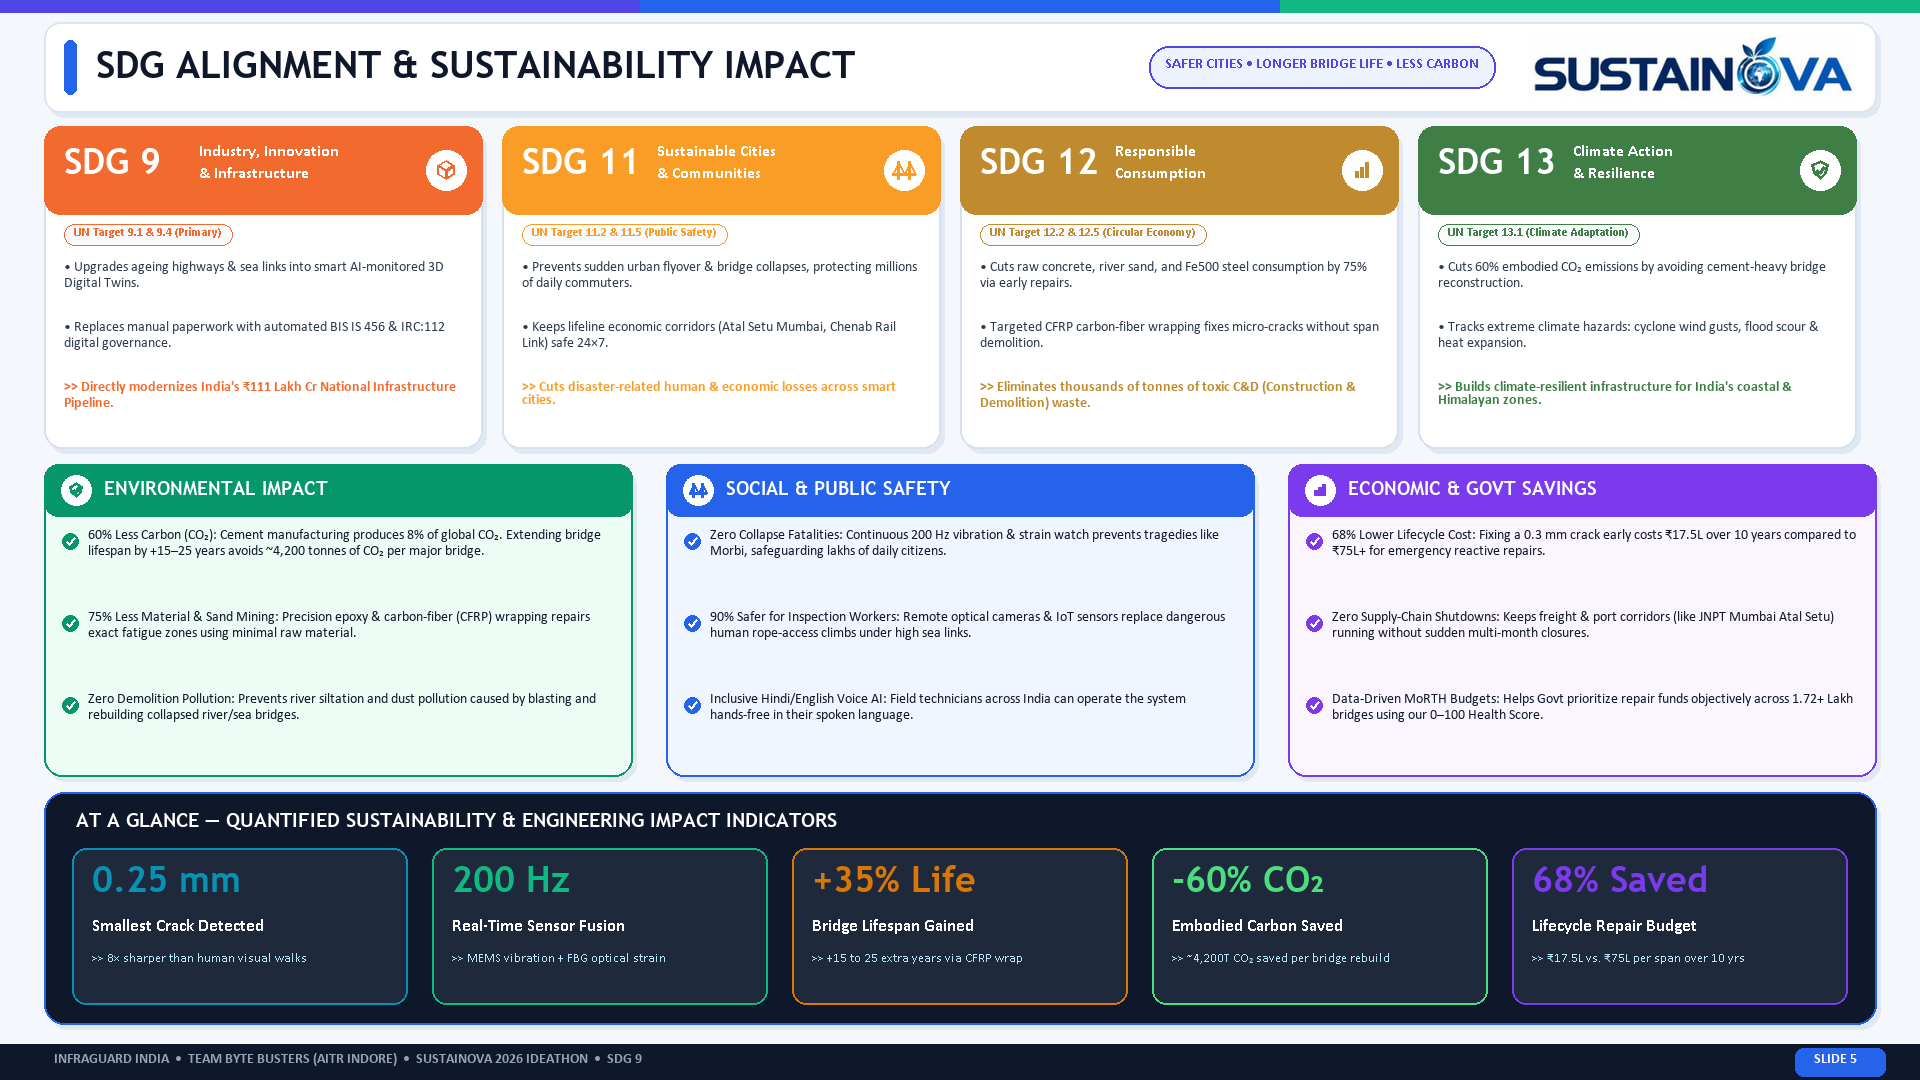 SDG ALIGNMENT & SUSTAINABILITY IMPACT
SAFER CITIES • LONGER BRIDGE LIFE • LESS CARBON
SUSTAINOVA
SDG 9
Industry, Innovation
& Infrastructure
UN Target 9.1 & 9.4 (Primary)
• Upgrades ageing highways & sea links into smart AI-monitored 3D
Digital Twins.
• Replaces manual paperwork with automated BIS IS 456 & IRC:112
digital governance.
>> Directly modernizes India's ₹111 Lakh Cr National Infrastructure
Pipeline.
SDG 11
Sustainable Cities
& Communities
UN Target 11.2 & 11.5 (Public Safety)
• Prevents sudden urban flyover & bridge collapses, protecting millions
of daily commuters.
• Keeps lifeline economic corridors (Atal Setu Mumbai, Chenab Rail
Link) safe 24×7.
>> Cuts disaster-related human & economic losses across smart
cities.
SDG 12
Responsible
Consumption
UN Target 12.2 & 12.5 (Circular Economy)
• Cuts raw concrete, river sand, and Fe500 steel consumption by 75%
via early repairs.
• Targeted CFRP carbon-fiber wrapping fixes micro-cracks without span
demolition.
>> Eliminates thousands of tonnes of toxic C&D (Construction &
Demolition) waste.
SDG 13
Climate Action
& Resilience
UN Target 13.1 (Climate Adaptation)
• Cuts 60% embodied CO₂ emissions by avoiding cement-heavy bridge
reconstruction.
• Tracks extreme climate hazards: cyclone wind gusts, flood scour &
heat expansion.
>> Builds climate-resilient infrastructure for India's coastal &
Himalayan zones.
ENVIRONMENTAL IMPACT
60% Less Carbon (CO₂): Cement manufacturing produces 8% of global CO₂. Extending bridge
lifespan by +15–25 years avoids ~4,200 tonnes of CO₂ per major bridge.
75% Less Material & Sand Mining: Precision epoxy & carbon-fiber (CFRP) wrapping repairs
exact fatigue zones using minimal raw material.
Zero Demolition Pollution: Prevents river siltation and dust pollution caused by blasting and
rebuilding collapsed river/sea bridges.
SOCIAL & PUBLIC SAFETY
Zero Collapse Fatalities: Continuous 200 Hz vibration & strain watch prevents tragedies like
Morbi, safeguarding lakhs of daily citizens.
90% Safer for Inspection Workers: Remote optical cameras & IoT sensors replace dangerous
human rope-access climbs under high sea links.
Inclusive Hindi/English Voice AI: Field technicians across India can operate the system
hands-free in their spoken language.
ECONOMIC & GOVT SAVINGS
68% Lower Lifecycle Cost: Fixing a 0.3 mm crack early costs ₹17.5L over 10 years compared to
₹75L+ for emergency reactive repairs.
Zero Supply-Chain Shutdowns: Keeps freight & port corridors (like JNPT Mumbai Atal Setu)
running without sudden multi-month closures.
Data-Driven MoRTH Budgets: Helps Govt prioritize repair funds objectively across 1.72+ Lakh
bridges using our 0–100 Health Score.
AT A GLANCE — QUANTIFIED SUSTAINABILITY & ENGINEERING IMPACT INDICATORS
0.25 mm
Smallest Crack Detected
>> 8× sharper than human visual walks
200 Hz
Real-Time Sensor Fusion
>> MEMS vibration + FBG optical strain
+35% Life
Bridge Lifespan Gained
>> +15 to 25 extra years via CFRP wrap
-60% CO₂
Embodied Carbon Saved
>> ~4,200T CO₂ saved per bridge rebuild
68% Saved
Lifecycle Repair Budget
>> ₹17.5L vs. ₹75L per span over 10 yrs
INFRAGUARD INDIA • TEAM BYTE BUSTERS (AITR INDORE) • SUSTAINOVA 2026 IDEATHON • SDG 9
SLIDE 5